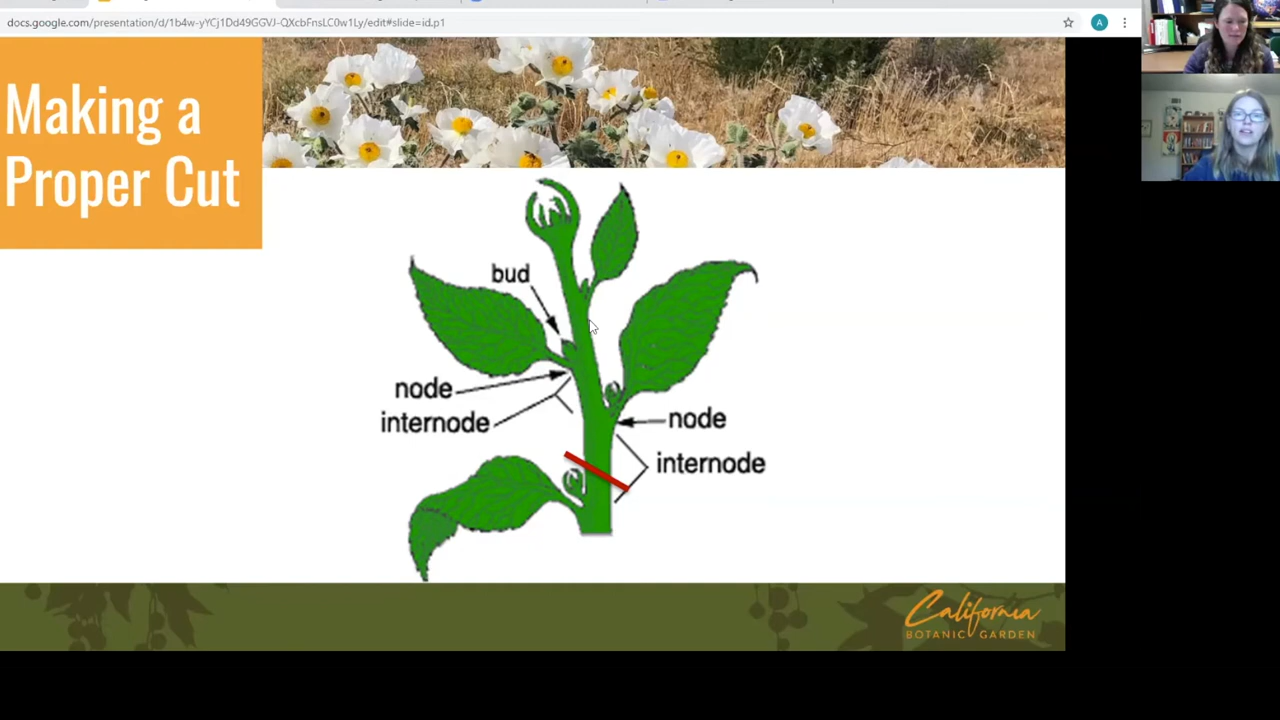 docs.google.com/presentation/d/1b4w-yYCj1Dd49GGVJ-QXcbFnsLC0w1Ly/edit#slide=id.p1
A
Making a
Proper Cut
bud
node
internode
node
internode
California
BOTANIC GARDEN